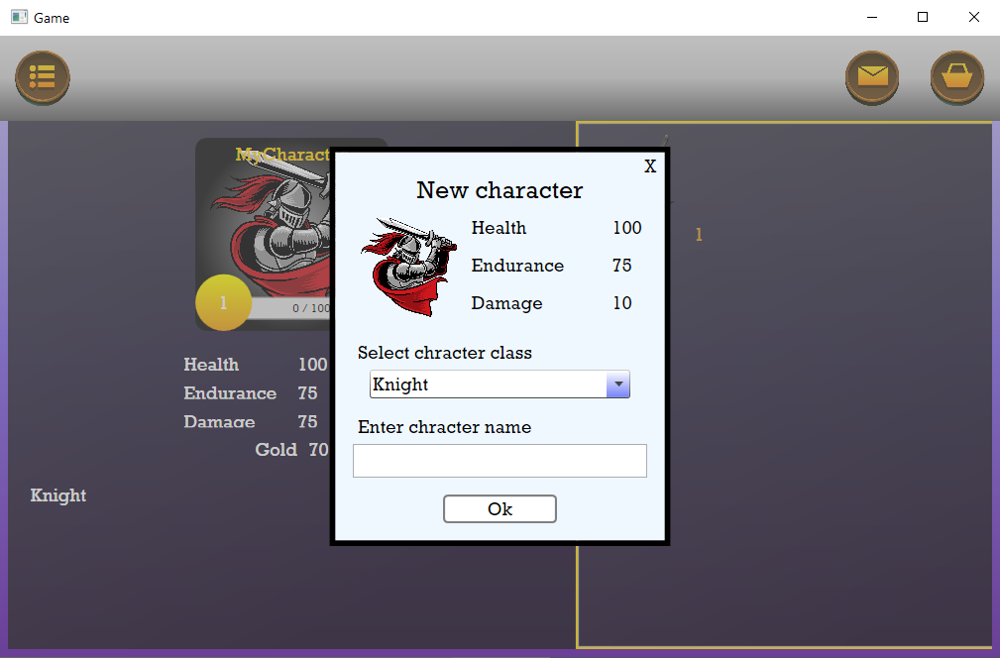 Game
MyCharact
X
New character
Health 100
Endurance 75
Damage 10
1
1
0 / 100
Select chracter class
Knight
Health 100
Endurance 75
Damage 75
Gold 70
Enter chracter name
Knight
Ok